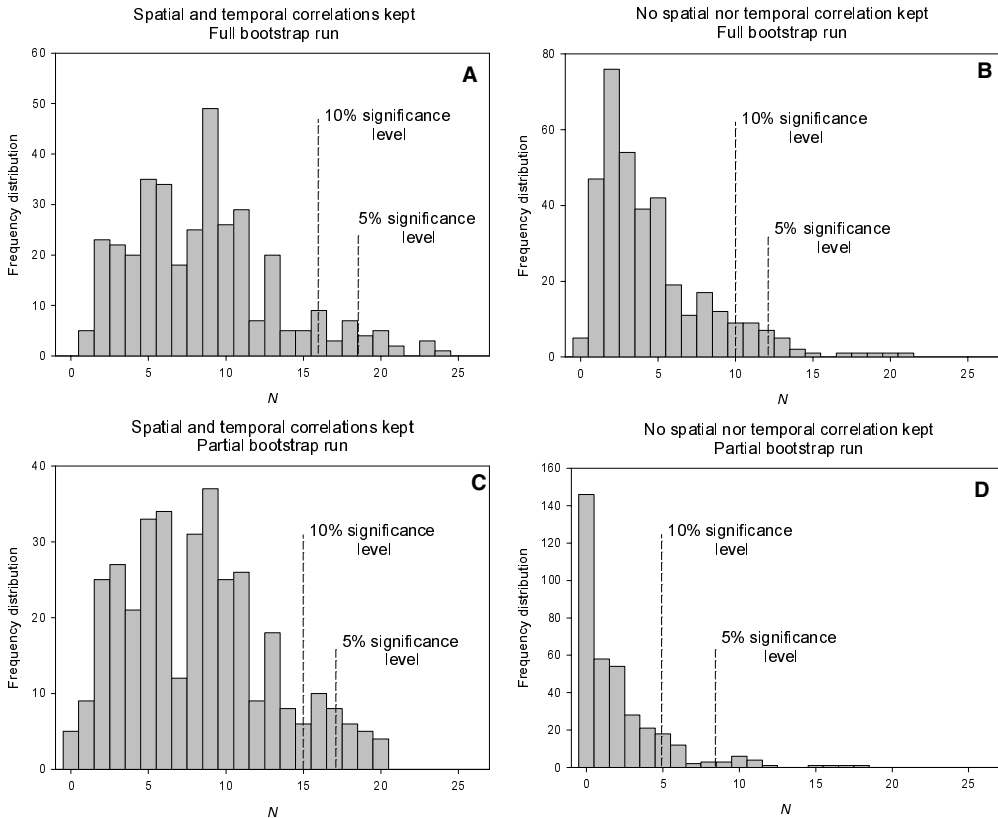 Spatial and temporal correlations kept
Full bootstrap run
A
10% significance
level
5% significance
level
Frequency distribution
60
50
40
30
20
10
0
0 5 10 15 20 25
N
No spatial nor temporal correlation kept
Full bootstrap run
B
10% significance
level
5% significance
level
Frequency distribution
80
60
40
20
0
0 5 10 15 20 25
N
Spatial and temporal correlations kept
Partial bootstrap run
C
10% significance
level
5% significance
level
Frequency distribution
40
30
20
10
0
0 5 10 15 20 25
N
No spatial nor temporal correlation kept
Partial bootstrap run
D
10% significance
level
5% significance
level
Frequency distribution
160
140
120
100
80
60
40
20
0
0 5 10 15 20 25
N